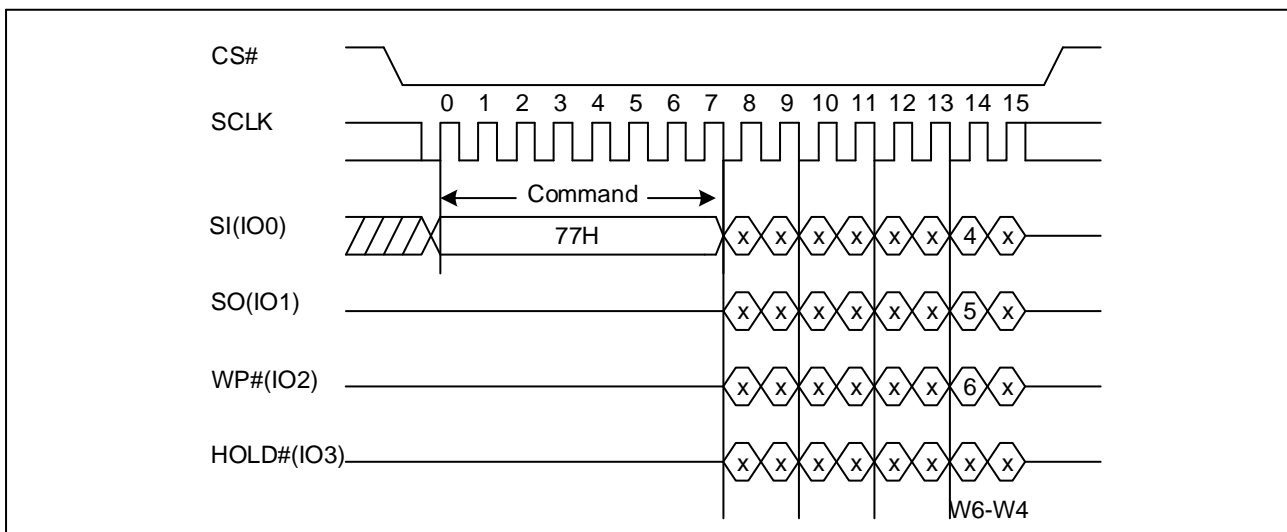 CS#
0 1 2 3 4 5 6 7 8 9 10 11 12 13 14 15
SCLK
Command
SI(IO0) 77H x x x x x x 4 x
SO(IO1) x x x x x x 5 x
WP#(IO2) x x x x x x 6 x
HOLD#(IO3) x x x x x x x x
W6-W4